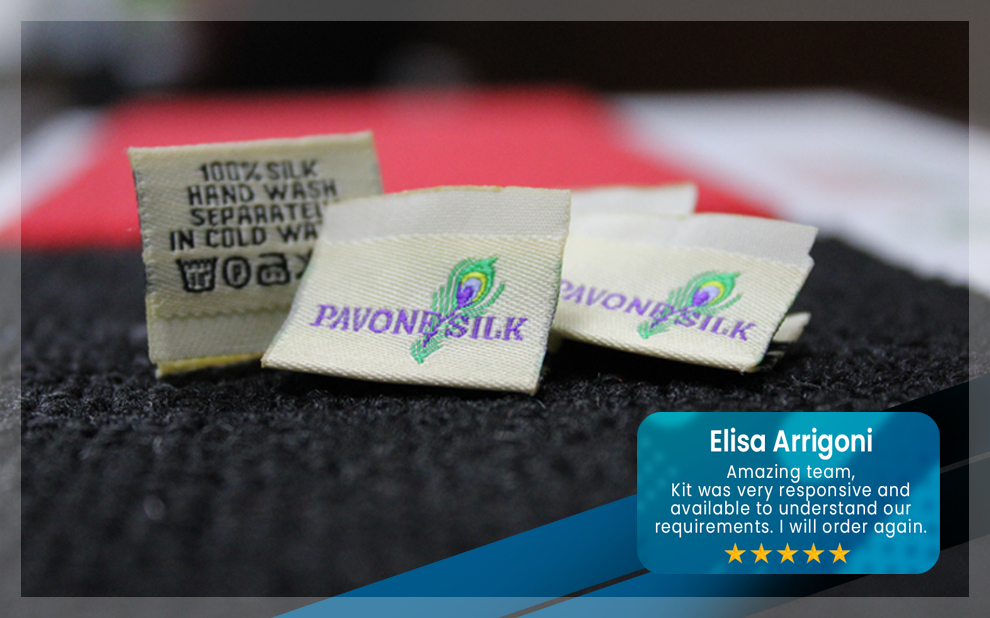 100% SILK
HAND WASH
SEPARATEL
IN COLD WA
PAVONE SILK
PAVONE SILK
Elisa Arrigoni
Amazing team,
Kit was very responsive and
available to understand our
requirements. I will order again.